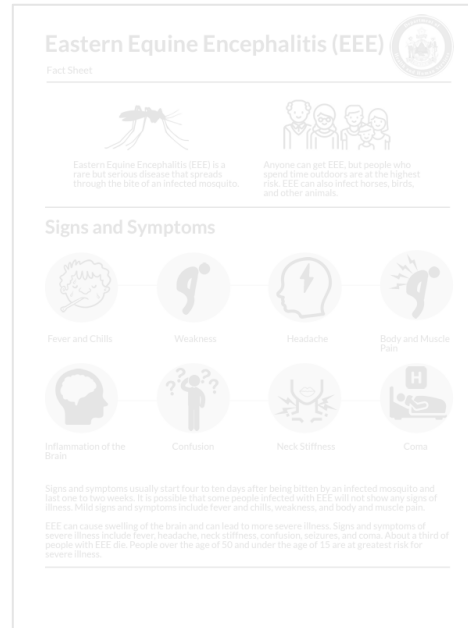 Eastern Equine Encephalitis (EEE)
Fact Sheet
Eastern Equine Encephalitis (EEE) is a
rare but serious disease that spreads
through the bite of an infected mosquito.
Anyone can get EEE, but people who
spend time outdoors are at the highest
risk. EEE can also infect horses, birds,
and other animals.
Signs and Symptoms
Fever and Chills
Weakness
Headache
Body and Muscle
Pain
H
Inflammation of the
Brain
Confusion
Neck Stiffness
Coma
Signs and symptoms usually start four to ten days after being bitten by an infected mosquito and
last one to two weeks. It is possible that some people infected with EEE will not show any signs of
illness. Mild signs and symptoms include fever and chills, weakness, and body and muscle pain.
EEE can cause swelling of the brain and can lead to more severe illness. Signs and symptoms of
severe illness include fever, headache, neck stiffness, confusion, seizures, and coma. About a third of
people with EEE die. People over the age of 50 and under the age of 15 are at greatest risk for
severe illness.